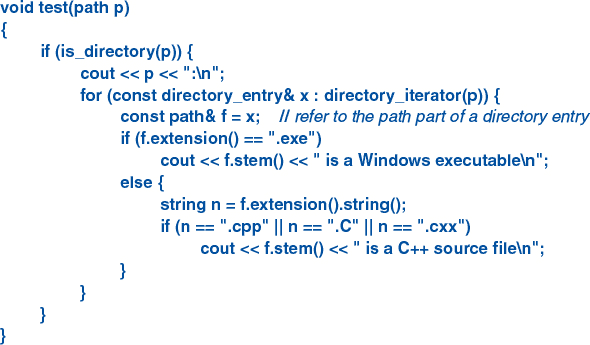 void test(path p)
{
if (is_directory(p)) {
cout << p << ":\n";
for (const directory_entry& x : directory_iterator(p)) {
const path& f = x; // refer to the path part of a directory entry
if (f.extension() == ".exe")
cout << f.stem() << " is a Windows executable\n";
else {
string n = f.extension().string();
if (n == ".cpp" || n == ".C" || n == ".cxx")
cout << f.stem() << " is a C++ source file\n";
}
}
}
}